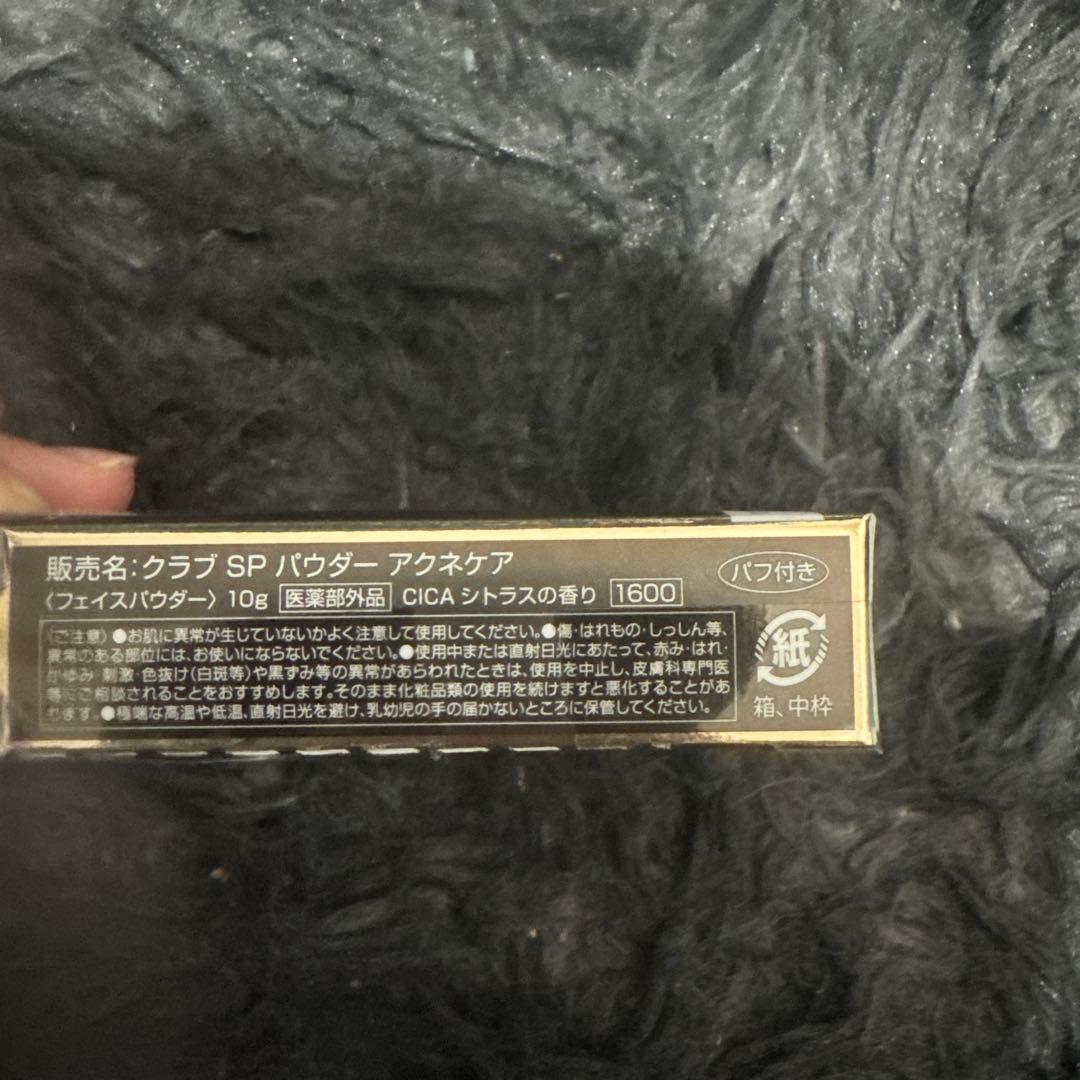 販売名:クラブ SP パウダー アクネケア
パフ付き
〈フェイスパウダー〉 10g 医薬部外品 CICA シトラスの香り 1600
〈ご注意〉●お肌に異常が生じていないかよく注意して使用してください。●傷・はれもの・しっしん等、
異常のある部位には、お使いにならないでください。●使用中または直射日光にあたって、赤み・はれ・
かゆみ・刺激・色抜け(白斑等)や黒ずみ等の異常があらわれたときは、使用を中止し、皮膚科専門医
等にご相談されることをおすすめします。そのまま化粧品類の使用を続けますと悪化することがあ
ります。●極端な高温や低温、直射日光を避け、乳幼児の手の届かないところに保管してください。
紙
箱、中枠